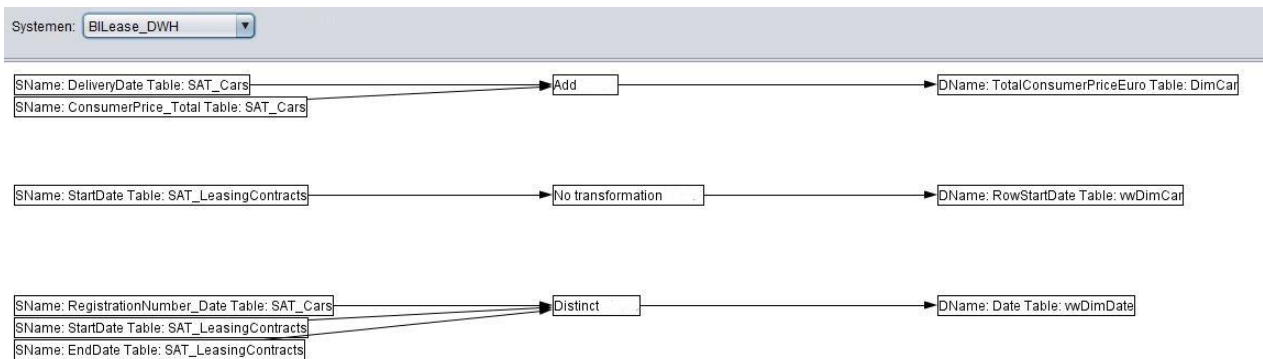 Systemen: BILease_DWH
SName: DeliveryDate Table: SAT_Cars Add DName: TotalConsumerPriceEuro Table: DimCar
SName: ConsumerPrice_Total Table: SAT_Cars
SName: StartDate Table: SAT_LeasingContracts No transformation DName: RowStartDate Table: vwDimCar
SName: RegistrationNumber_Date Table: SAT_Cars Distinct DName: Date Table: vwDimDate
SName: StartDate Table: SAT_LeasingContracts
SName: EndDate Table: SAT_LeasingContracts